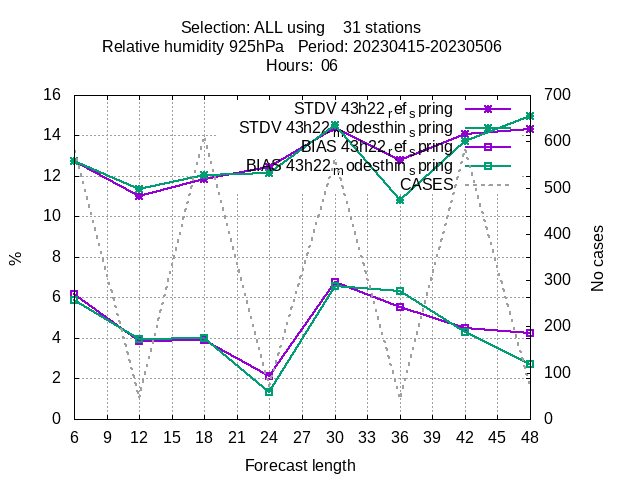 Selection: ALL using 31 stations
Relative humidity 925hPa Period: 20230415-20230506
Hours: 06
STDV 43h22_ref_spring
STDV 43h22_modesthin_spring
BIAS 43h22_ref_spring
BIAS 43h22_modesthin_spring
CASES
16
14
12
10
8
6
4
2
0
%
700
600
500
400
300
200
100
0
No cases
6 9 12 15 18 21 24 27 30 33 36 39 42 45 48
Forecast length